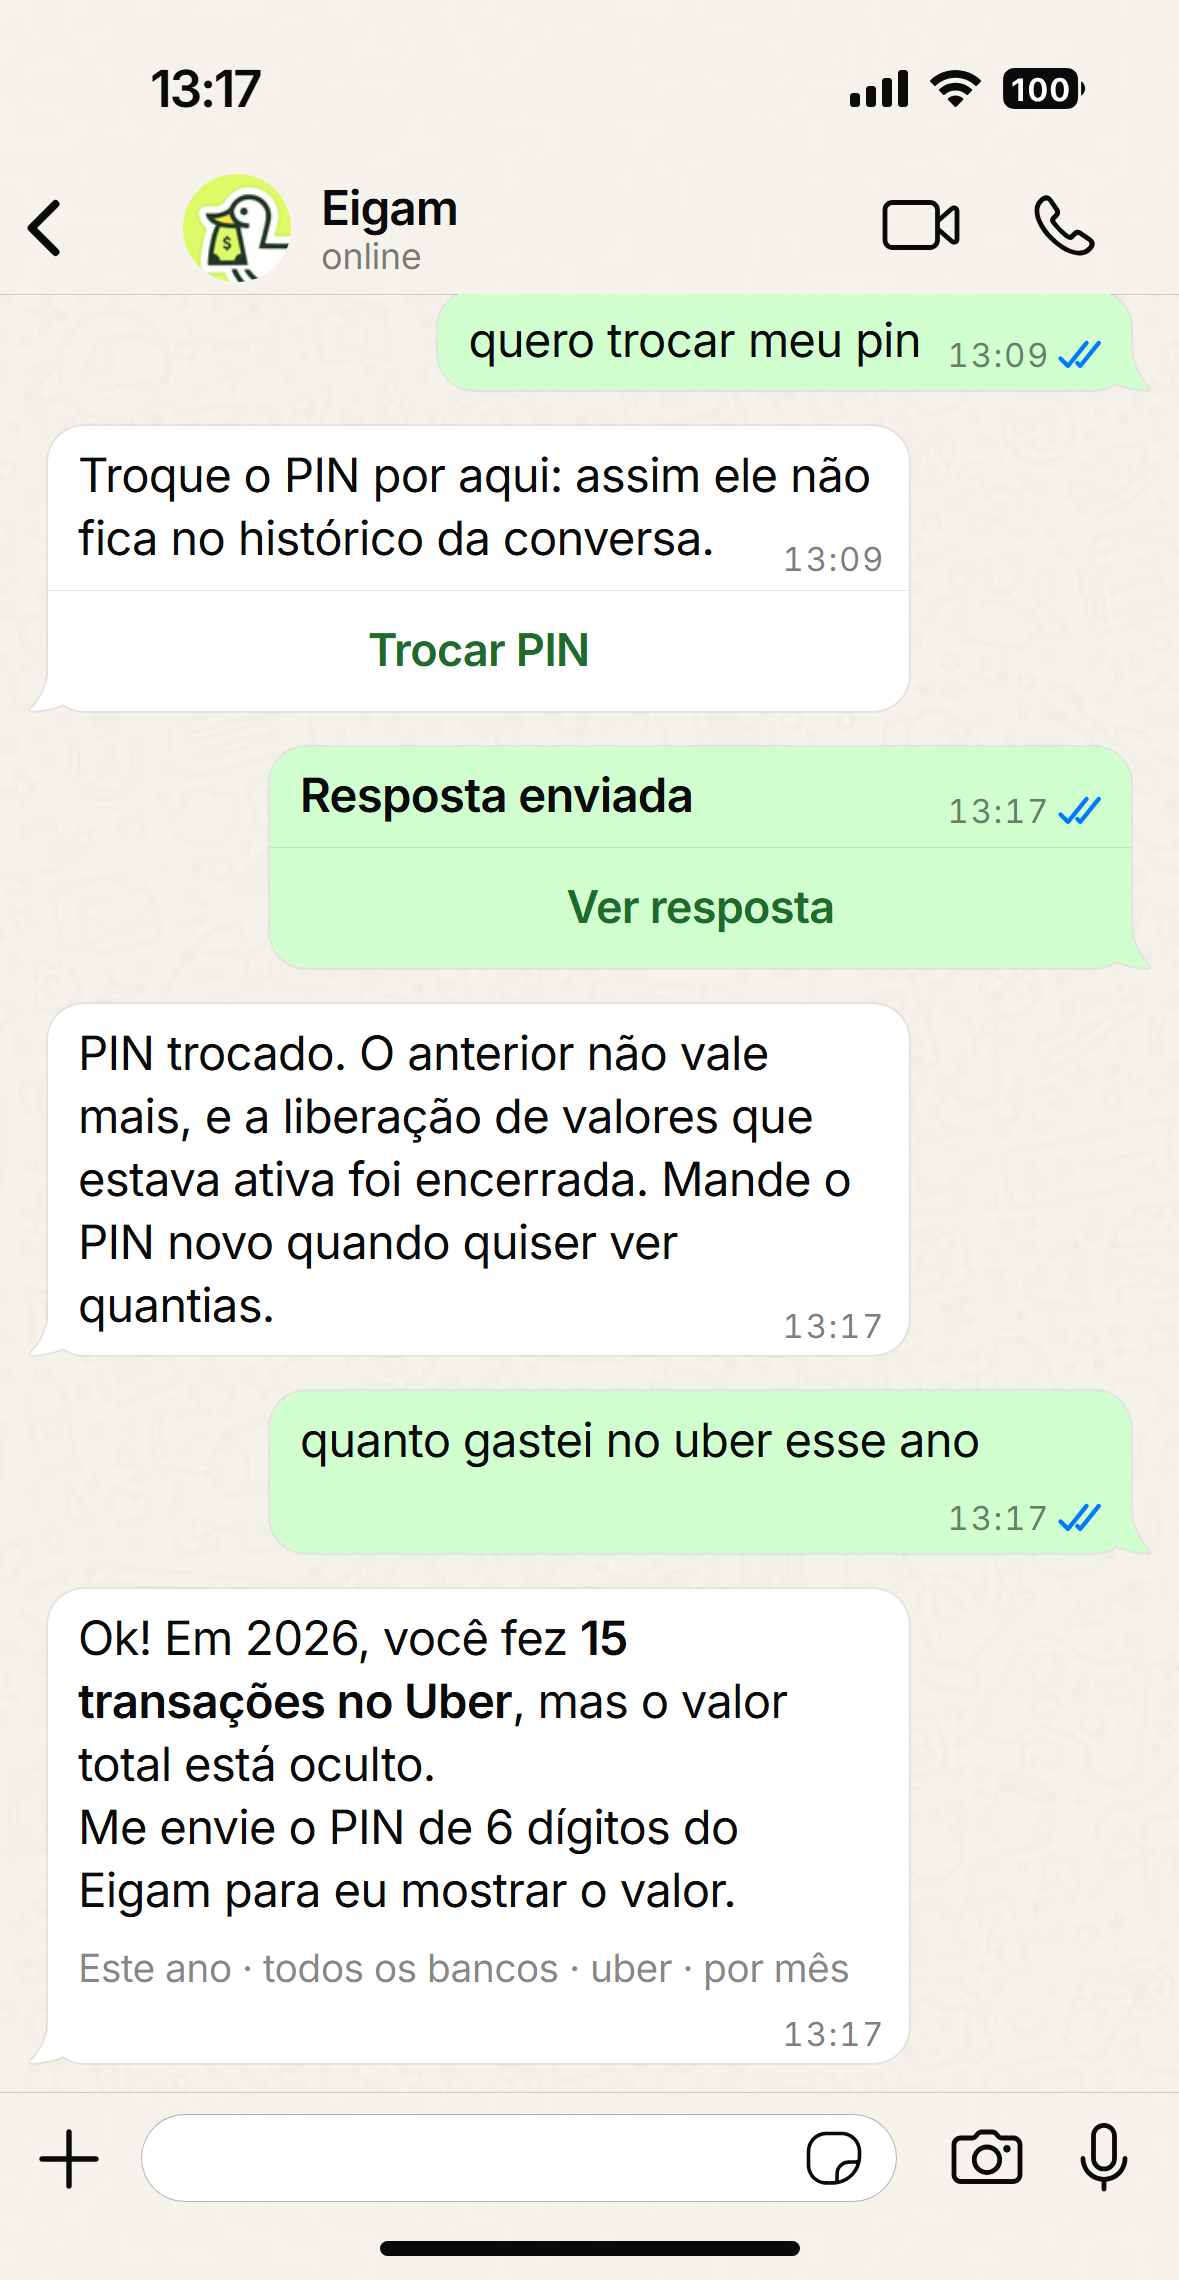 13:17
100
Eigam
online
$
quero trocar meu pin 13:09
Troque o PIN por aqui: assim ele não
fica no histórico da conversa.
13:09
Trocar PIN
Resposta enviada
13:17
Ver resposta
PIN trocado. O anterior não vale
mais, e a liberação de valores que
estava ativa foi encerrada. Mande o
PIN novo quando quiser ver
quantias.
13:17
quanto gastei no uber esse ano
13:17
Ok! Em 2026, você fez 15
transações no Uber, mas o valor
total está oculto.
Me envie o PIN de 6 dígitos do
Eigam para eu mostrar o valor.
Este ano · todos os bancos · uber · por mês
13:17